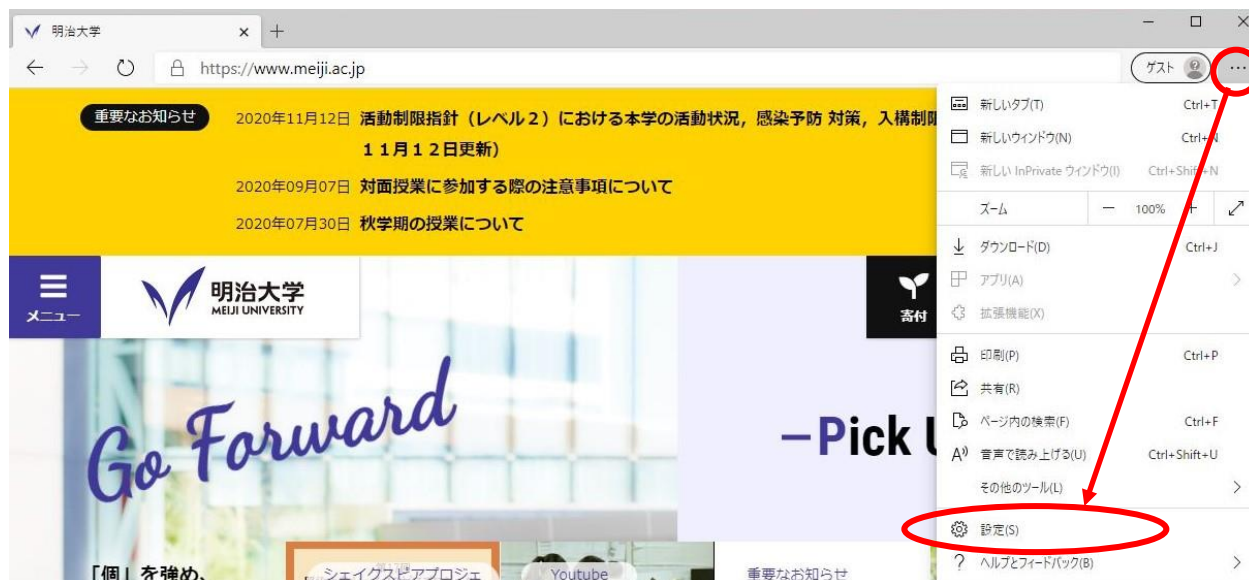 明治大学
https://www.meiji.ac.jp
ゲスト
重要なお知らせ
2020年11月12日 活動制限指針(レベル2)における本学の活動状況,感染予防 対策,入構制限
11月12日更新)
2020年09月07日 対面授業に参加する際の注意事項について
2020年07月30日 秋学期の授業について
メニュー
明治大学
MEIJI UNIVERSITY
寄付
Go Forward
–Pick U
「個」を強め、
シェイクスピアプロジェ
Youtube
重要なお知らせ
新しいタブ(T) Ctrl+T
新しいウィンドウ(N) Ctrl+N
新しい InPrivate ウィンドウ(I) Ctrl+Shift+N
ズーム — 100% +
ダウンロード(D) Ctrl+J
アプリ(A)
拡張機能(X)
印刷(P) Ctrl+P
共有(R)
ページ内の検索(F) Ctrl+F
音声で読み上げる(U) Ctrl+Shift+U
その他のツール(L)
設定(S)
ヘルプとフィードバック(B)